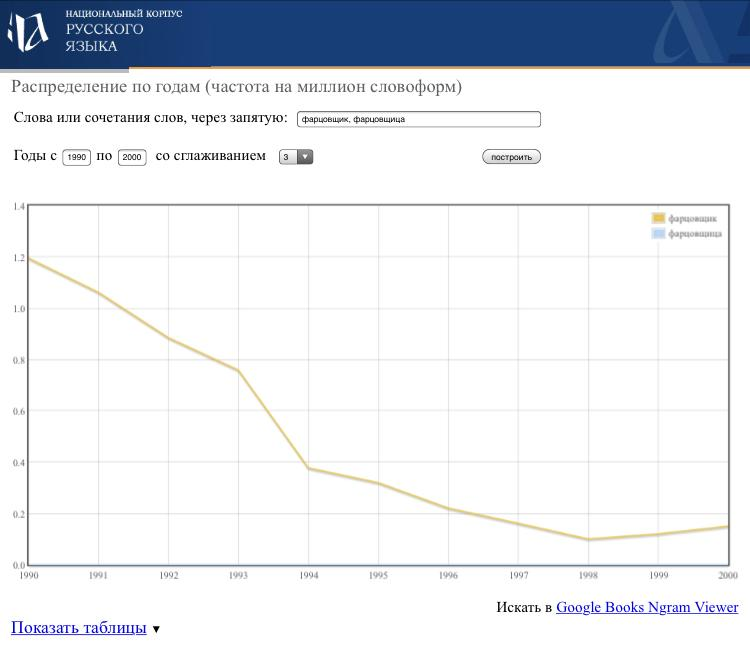 НАЦИОНАЛЬНЫЙ КОРПУС
РУССКОГО
ЯЗЫКА
Распределение по годам (частота на миллион словоформ)
Слова или сочетания слов, через запятую: фарцовщик, фарцовщица
Годы с 1990 по 2000 со сглаживанием 3 ▼ построить
фарцовщик
фарцовщица
1.4
1.2
1.0
0.8
0.6
0.4
0.2
0.0
1990 1991 1992 1993 1994 1995 1996 1997 1998 1999 2000
Искать в Google Books Ngram Viewer
Показать таблицы ▼